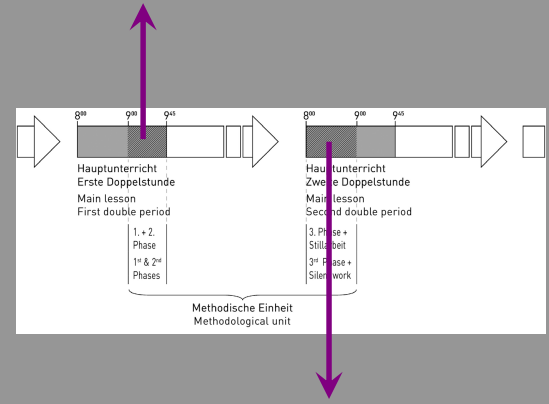 8⁰⁰ 9⁰⁰ 9⁴⁵
Hauptunterricht
Erste Doppelstunde
Main lesson
First double period
1. + 2.
Phase
1st & 2nd
Phases
8⁰⁰ 9⁰⁰ 9⁴⁵
Hauptunterricht
Zweite Doppelstunde
Main lesson
Second double period
3. Phase +
Stillarbeit
3rd Phase +
Silent work
Methodische Einheit
Methodological unit